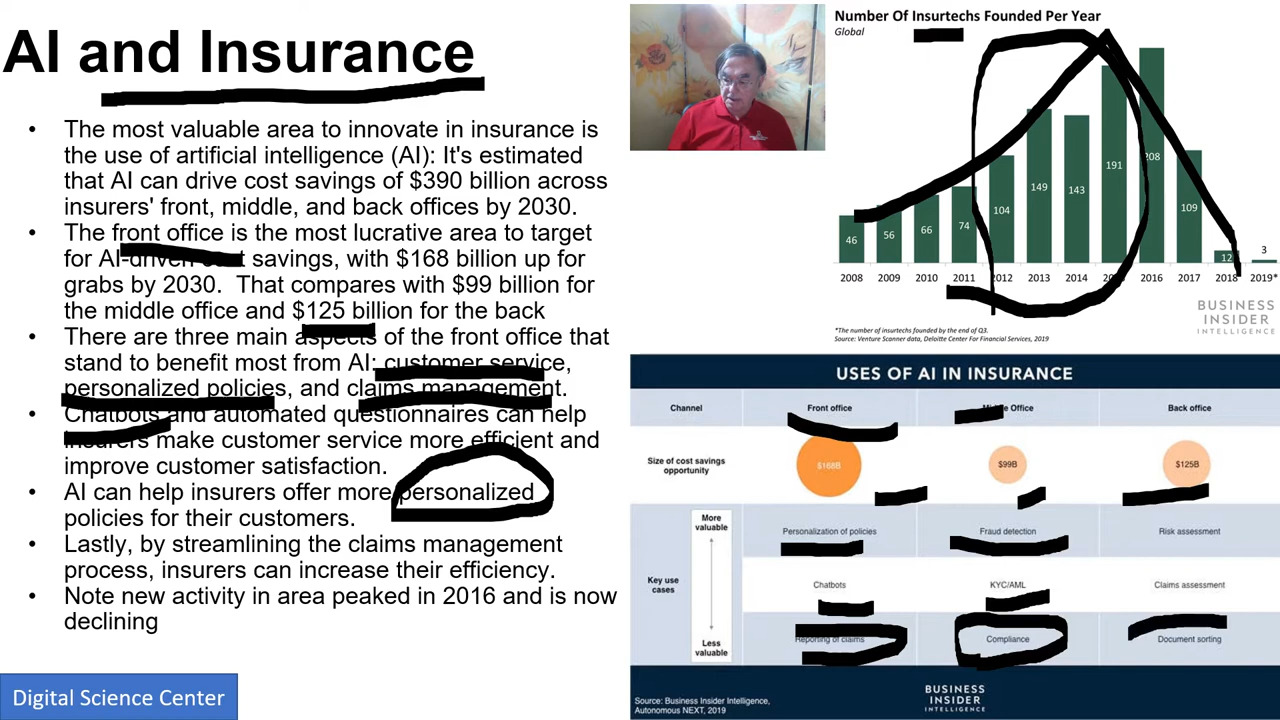 AI and Insurance
• The most valuable area to innovate in insurance is
the use of artificial intelligence (AI): It's estimated
that AI can drive cost savings of $390 billion across
insurers' front, middle, and back offices by 2030.
• The front office is the most lucrative area to target
for AI-driven cost savings, with $168 billion up for
grabs by 2030.  That compares with $99 billion for
the middle office and $125 billion for the back
• There are three main aspects of the front office that
stand to benefit most from AI: customer service,
personalized policies, and claims management.
• Chatbots and automated questionnaires can help
insurers make customer service more efficient and
improve customer satisfaction.
• AI can help insurers offer more personalized
policies for their customers.
• Lastly, by streamlining the claims management
process, insurers can increase their efficiency.
• Note new activity in area peaked in 2016 and is now
declining
Digital Science Center
Number Of Insurtechs Founded Per Year
Global
46 56 66 74 104 149 143 191 208 109 12 3
2008 2009 2010 2011 2012 2013 2014 2016 2017 2018 2019*
BUSINESS
INSIDER
INTELLIGENCE
*The number of insurtechs founded by the end of Q3.
Source: Venture Scanner data, Deloitte Center For Financial Services, 2019
USES OF AI IN INSURANCE
Channel Front office Middle Office Back office
Size of cost savings
opportunity
$168B $99B $125B
Key use
cases
More
valuable
Less
valuable
Personalization of policies Fraud detection Risk assessment
Chatbots KYC/AML Claims assessment
Reporting of claims Compliance Document sorting
Source: Business Insider Intelligence,
Autonomous NEXT, 2019
BUSINESS
INSIDER
INTELLIGENCE